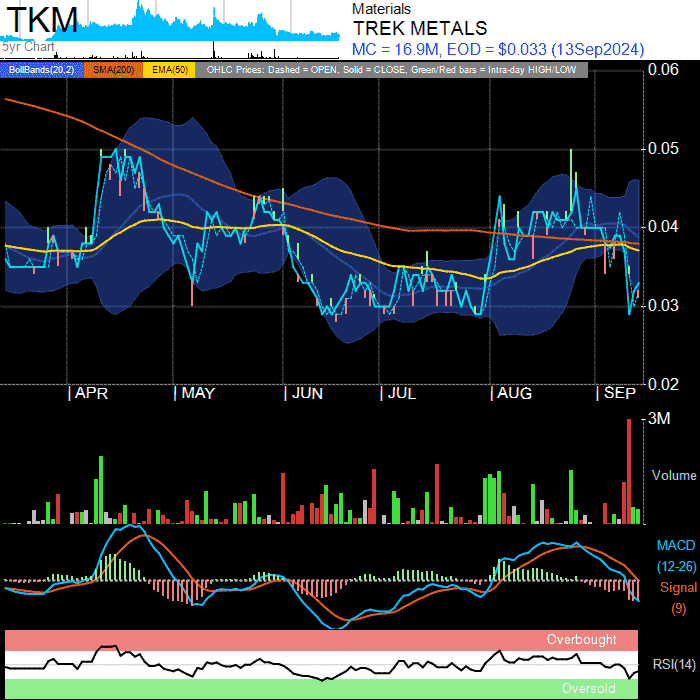 TKM
5yr Chart
Materials
TREK METALS
MC = 16.9M, EOD = $0.033 (13Sep2024)
BollBands(20,2) SMA(200) EMA(50) OHLC Prices: Dashed = OPEN, Solid = CLOSE, Green/Red bars = Intra-day HIGH/LOW
0.06
0.05
0.04
0.03
0.02
| APR | MAY | JUN | JUL | AUG | SEP
3M
Volume
MACD
(12-26)
Signal
(9)
Overbought
RSI(14)
Oversold